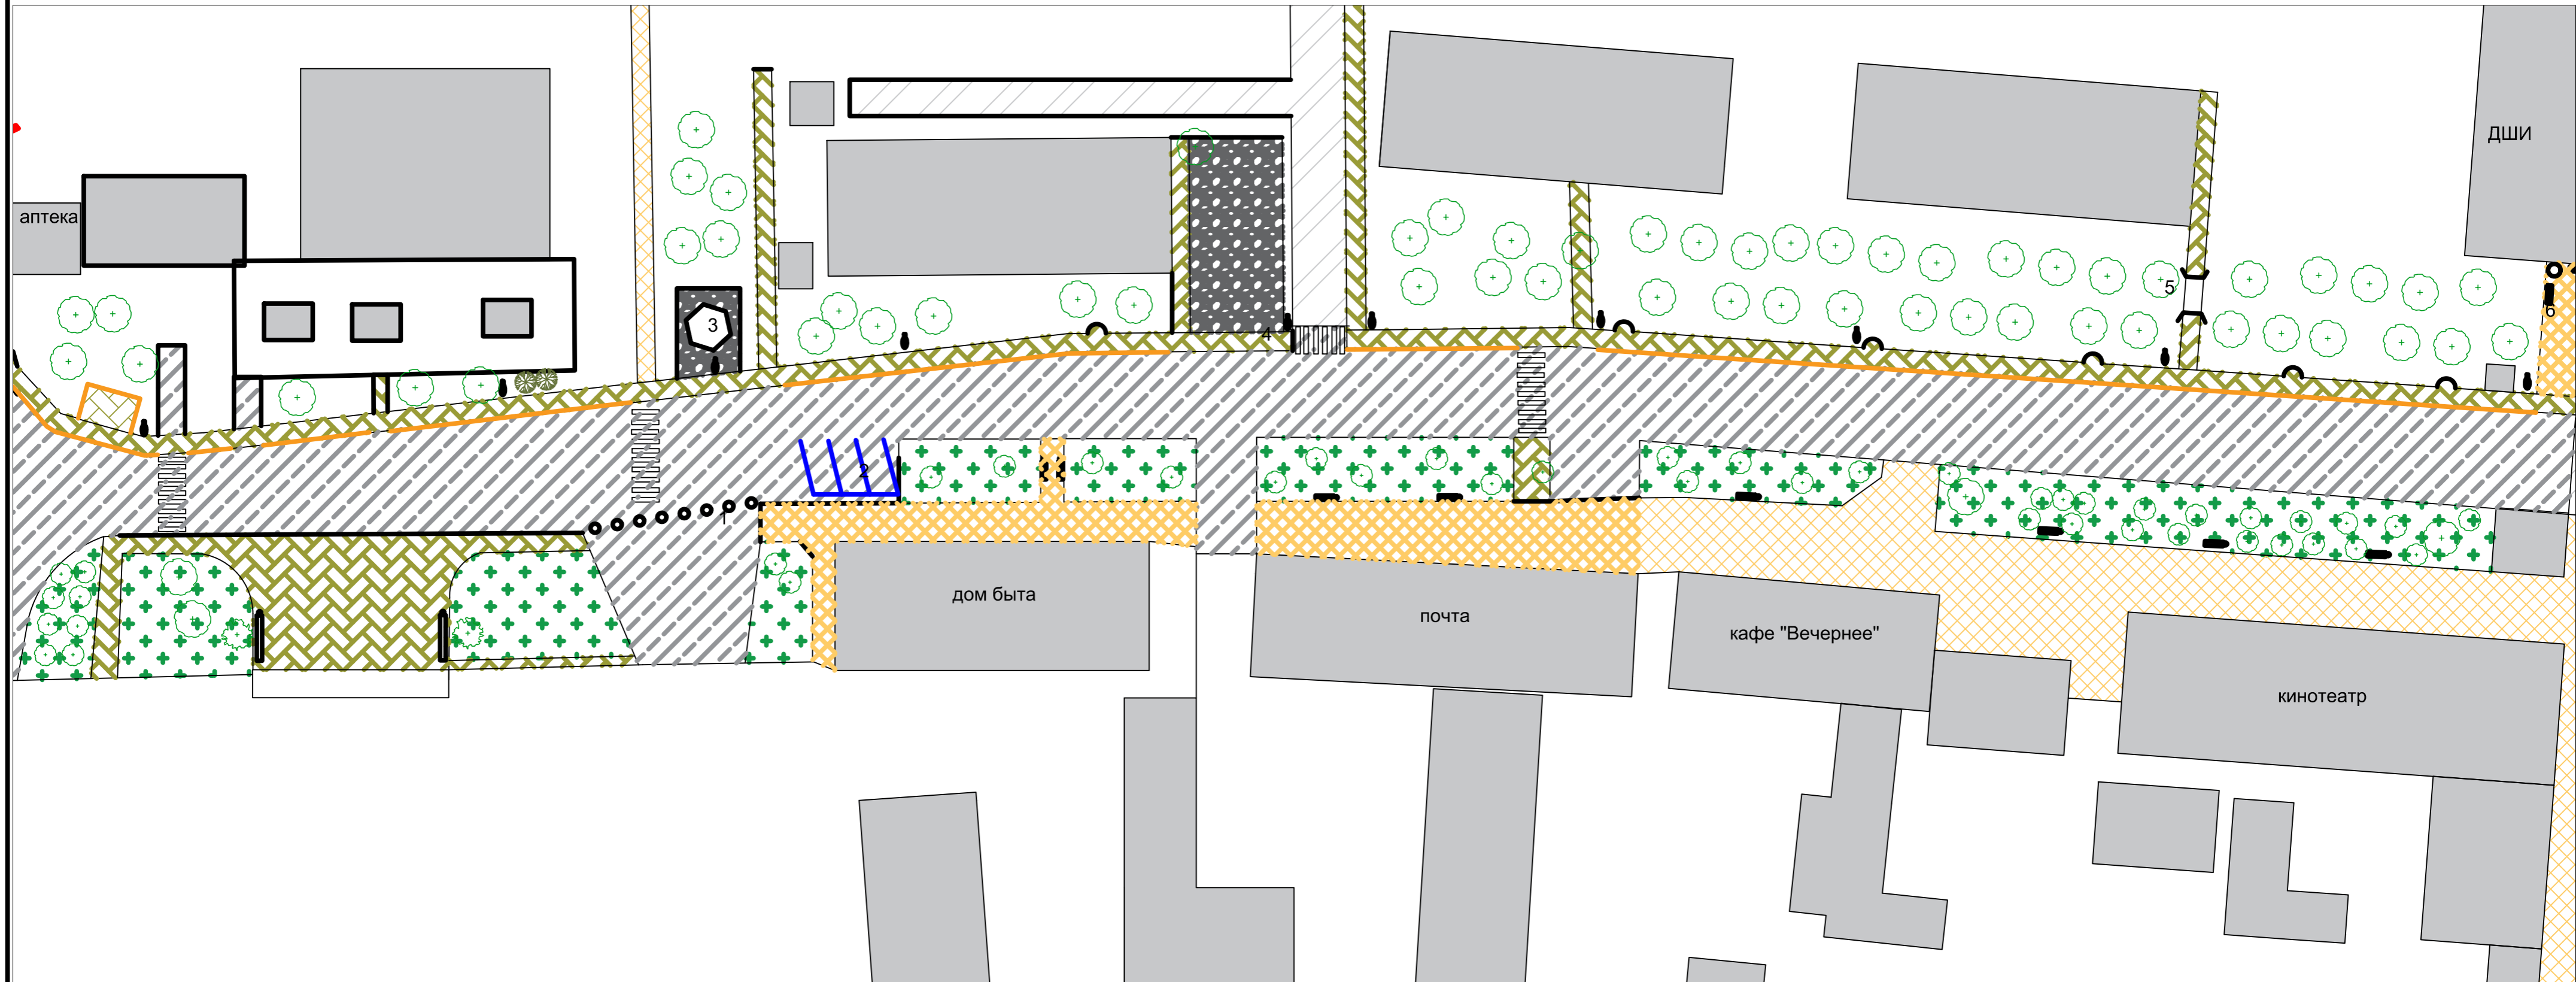 ДШИ
аптека
5
6
3
4
2
1
дом быта
почта
кафе "Вечернее"
кинотеатр